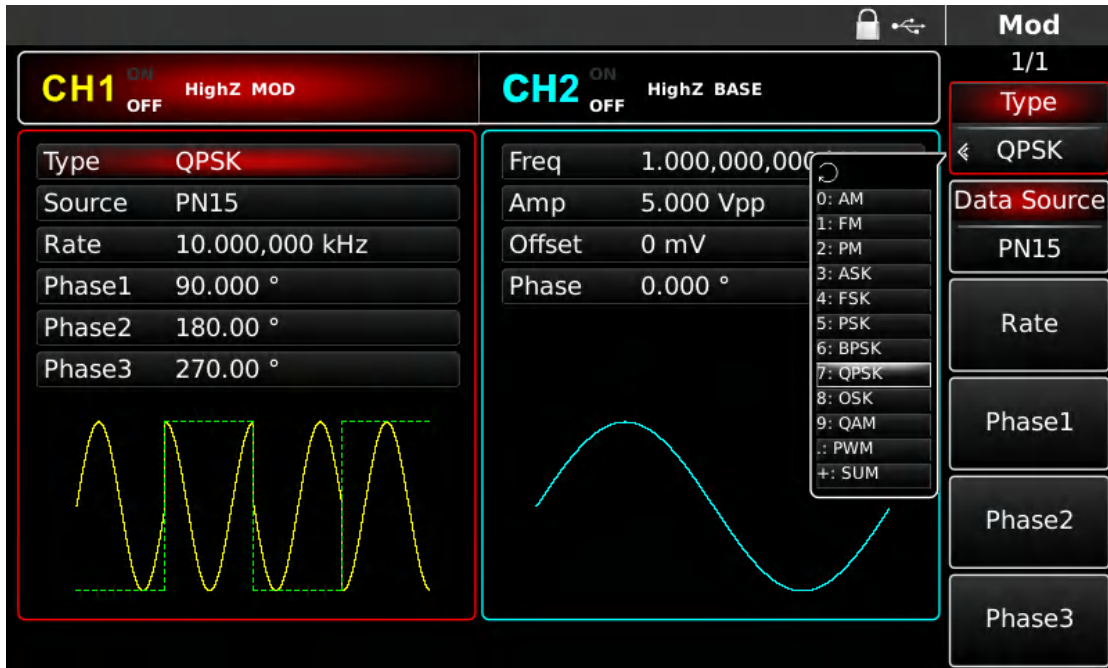 Mod
1/1
CH1 ON OFF HighZ MOD
CH2 ON OFF HighZ BASE
Type
QPSK
Data Source
PN15
Rate
Phase1
Phase2
Phase3
Type QPSK
Source PN15
Rate 10.000,000 kHz
Phase1 90.000 °
Phase2 180.00 °
Phase3 270.00 °
Freq 1.000,000,000
Amp 5.000 Vpp
Offset 0 mV
Phase 0.000 °
0: AM
1: FM
2: PM
3: ASK
4: FSK
5: PSK
6: BPSK
7: QPSK
8: OSK
9: QAM
.: PWM
+: SUM